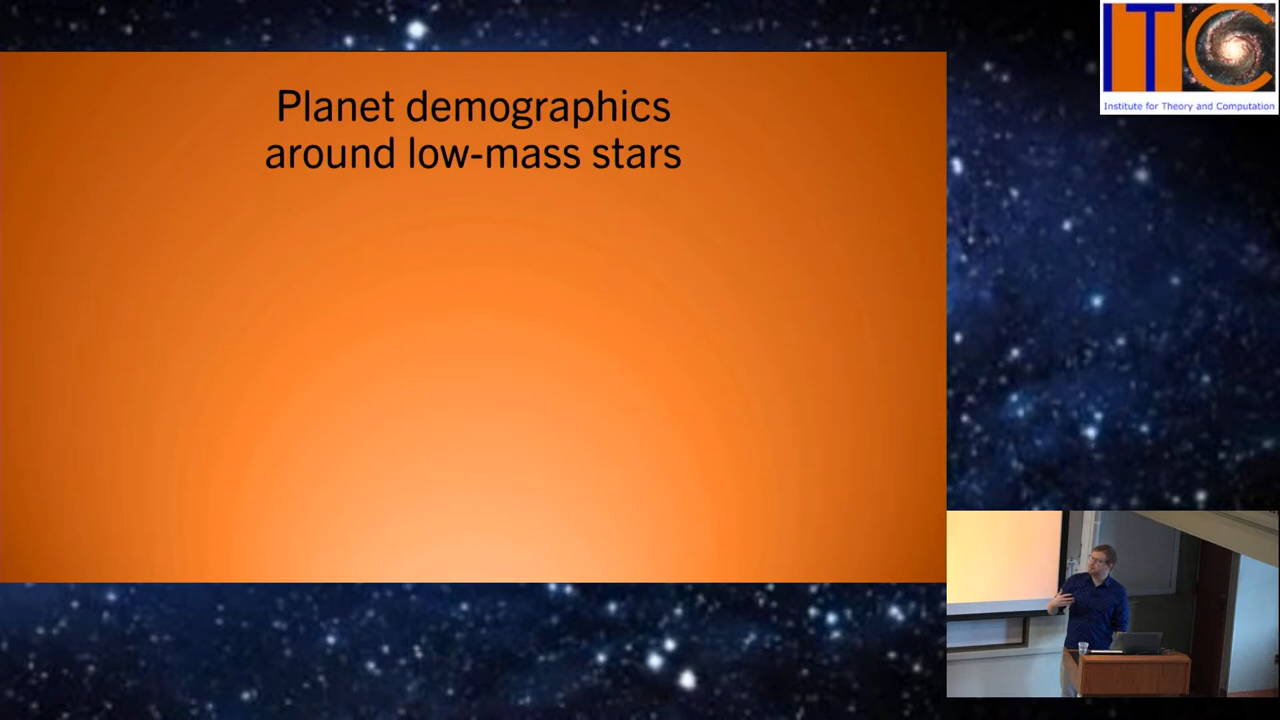 Planet demographics
around low-mass stars
ITC
Institute for Theory and Computation